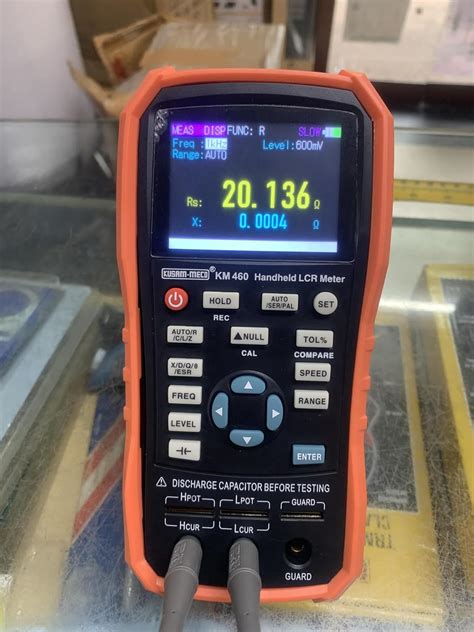 MEAS DISP FUNC: R SLOW
Freq :1kHz Level:600mV
Range:AUTO
Rs: 20.136 Ω
X: 0.0004 Ω
KUSAM-MECO® KM 460 Handheld LCR Meter
HOLD
AUTO
/SER/PAL
SET
REC
AUTO/R
/C/L/Z
▲NULL
TOL%
CAL
COMPARE
X/D/Q/θ
/ESR
SPEED
FREQ
RANGE
LEVEL
ENTER
⚠ DISCHARGE CAPACITOR BEFORE TESTING
HPOT LPOT GUARD
HCUR LCUR
GUARD